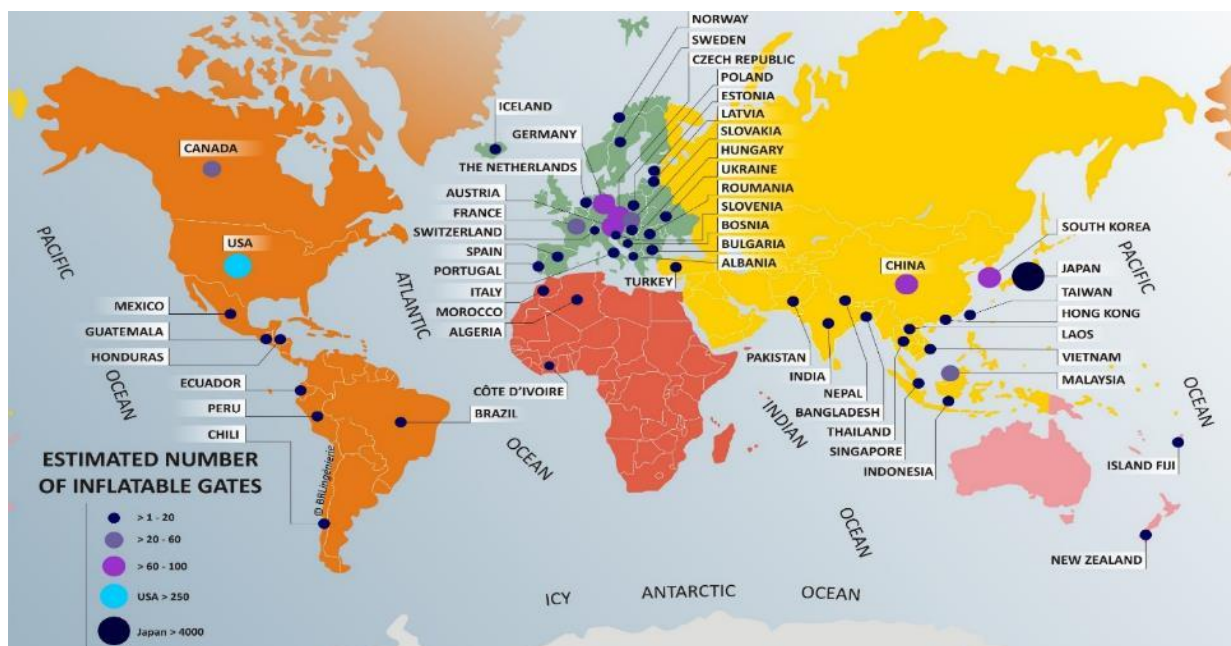 NORWAY
SWEDEN
CZECH REPUBLIC
POLAND
ESTONIA
LATVIA
SLOVAKIA
HUNGARY
UKRAINE
ROUMANIA
SLOVENIA
BOSNIA
BULGARIA
ALBANIA
ICELAND
GERMANY
THE NETHERLANDS
AUSTRIA
FRANCE
SWITZERLAND
SPAIN
PORTUGAL
ITALY
MOROCCO
ALGERIA
TURKEY
CANADA
USA
PACIFIC
OCEAN
ATLANTIC
OCEAN
MEXICO
GUATEMALA
HONDURAS
ECUADOR
PERU
CHILI
BRAZIL
CÔTE D'IVOIRE
CHINA
SOUTH KOREA
JAPAN
PACIFIC
OCEAN
TAIWAN
HONG KONG
LAOS
VIETNAM
MALAYSIA
PAKISTAN
INDIA
NEPAL
BANGLADESH
THAILAND
SINGAPORE
INDONESIA
INDIAN
OCEAN
ISLAND FIJI
NEW ZEALAND
ESTIMATED NUMBER
OF INFLATABLE GATES
> 1 - 20
> 20 - 60
> 60 - 100
USA > 250
Japan > 4000
© BRLingénierie
ICY ANTARCTIC OCEAN